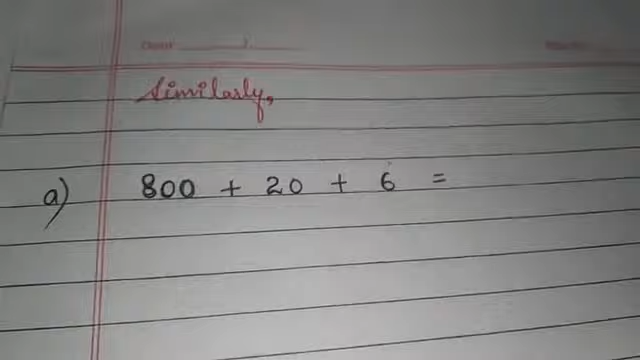 Similarly,
a) 800 + 20 + 6 =